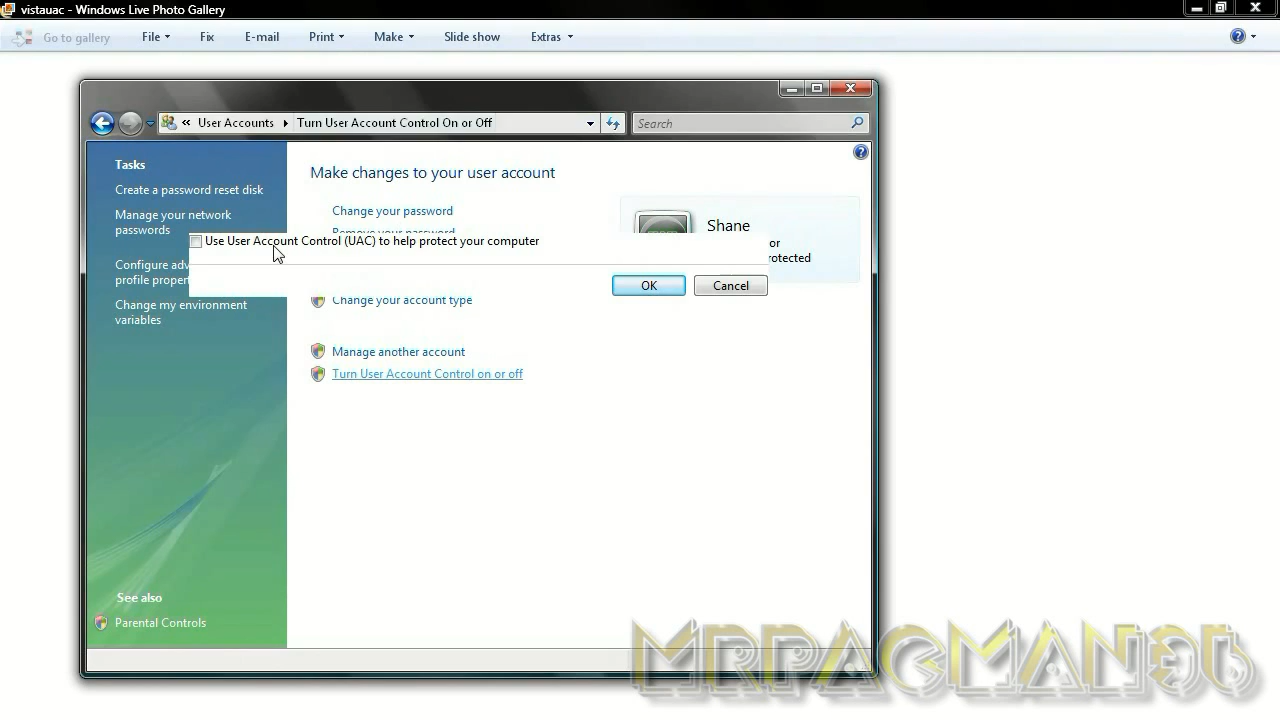 vistauac - Windows Live Photo Gallery
Go to gallery File Fix E-mail Print Make Slide show Extras
« User Accounts Turn User Account Control On or Off Search
Tasks
Create a password reset disk
Manage your network
passwords
Configure adv
profile proper
Change my environment
variables
See also
Parental Controls
Make changes to your user account
Change your password
Remove your password
Use User Account Control (UAC) to help protect your computer
OK Cancel
Change your account type
Manage another account
Turn User Account Control on or off
Shane
or
rotected